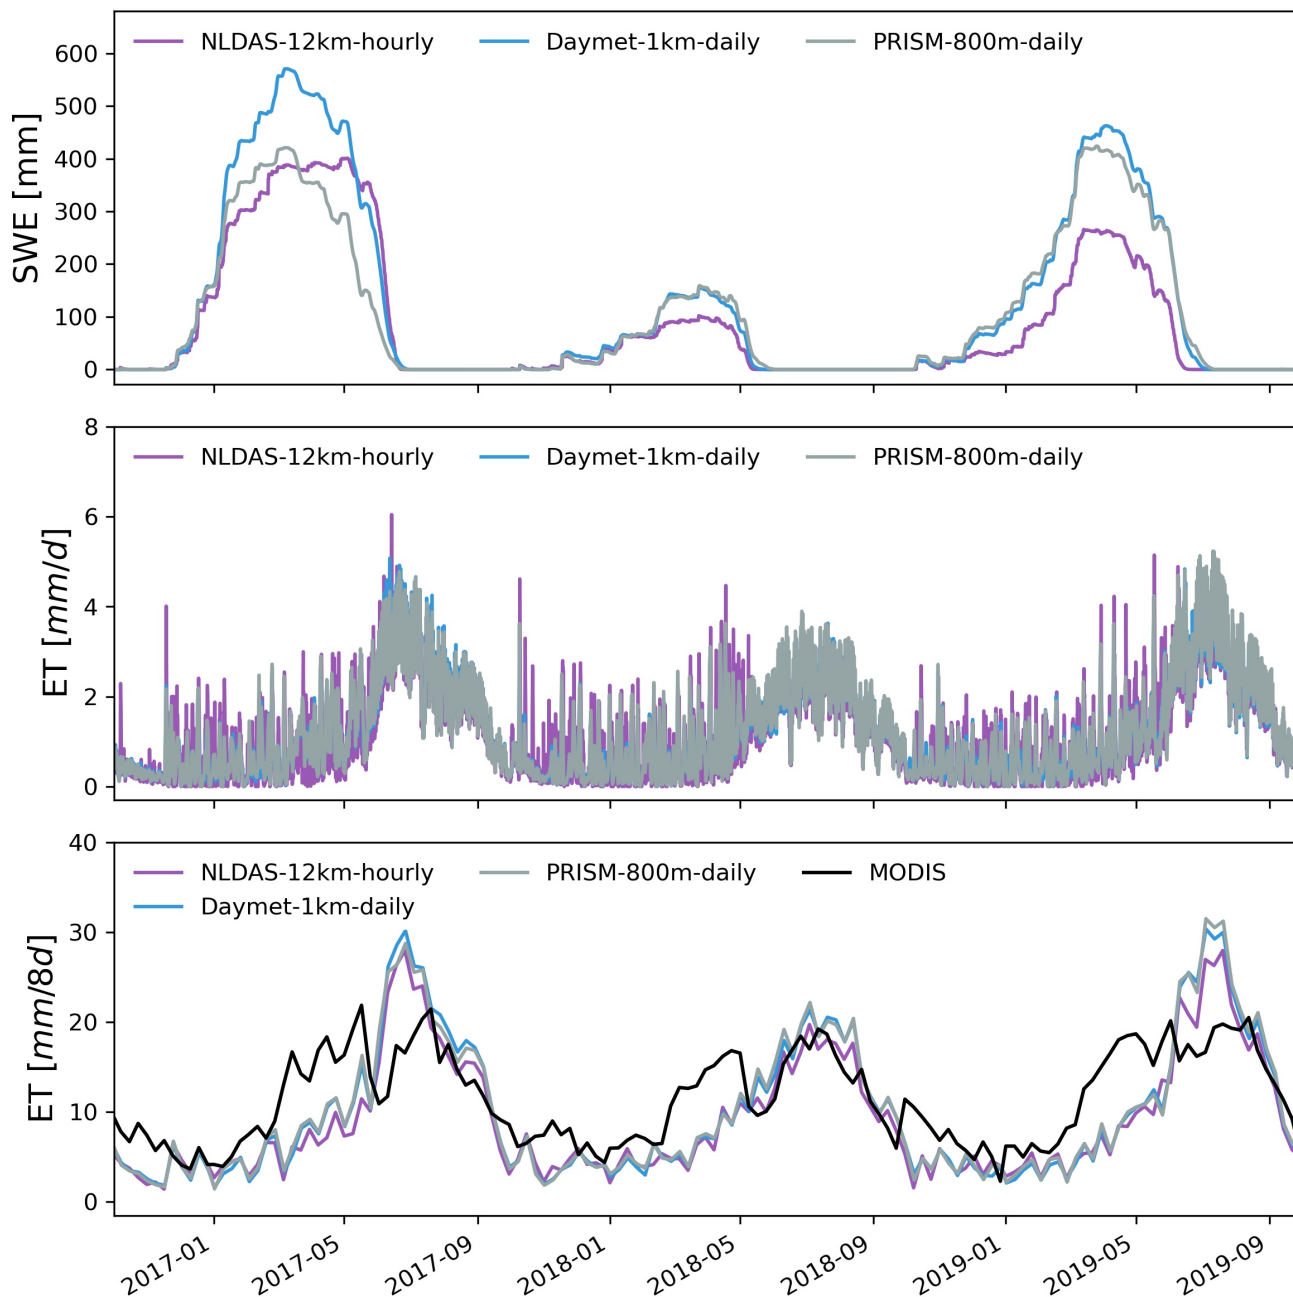 NLDAS-12km-hourly Daymet-1km-daily PRISM-800m-daily
600
500
400
300
200
100
0
SWE [mm]
8
NLDAS-12km-hourly Daymet-1km-daily PRISM-800m-daily
6
4
2
0
ET [mm/d]
40
NLDAS-12km-hourly PRISM-800m-daily MODIS
Daymet-1km-daily
30
20
10
0
ET [mm/8d]
2017-01 2017-05 2017-09 2018-01 2018-05 2018-09 2019-01 2019-05 2019-09